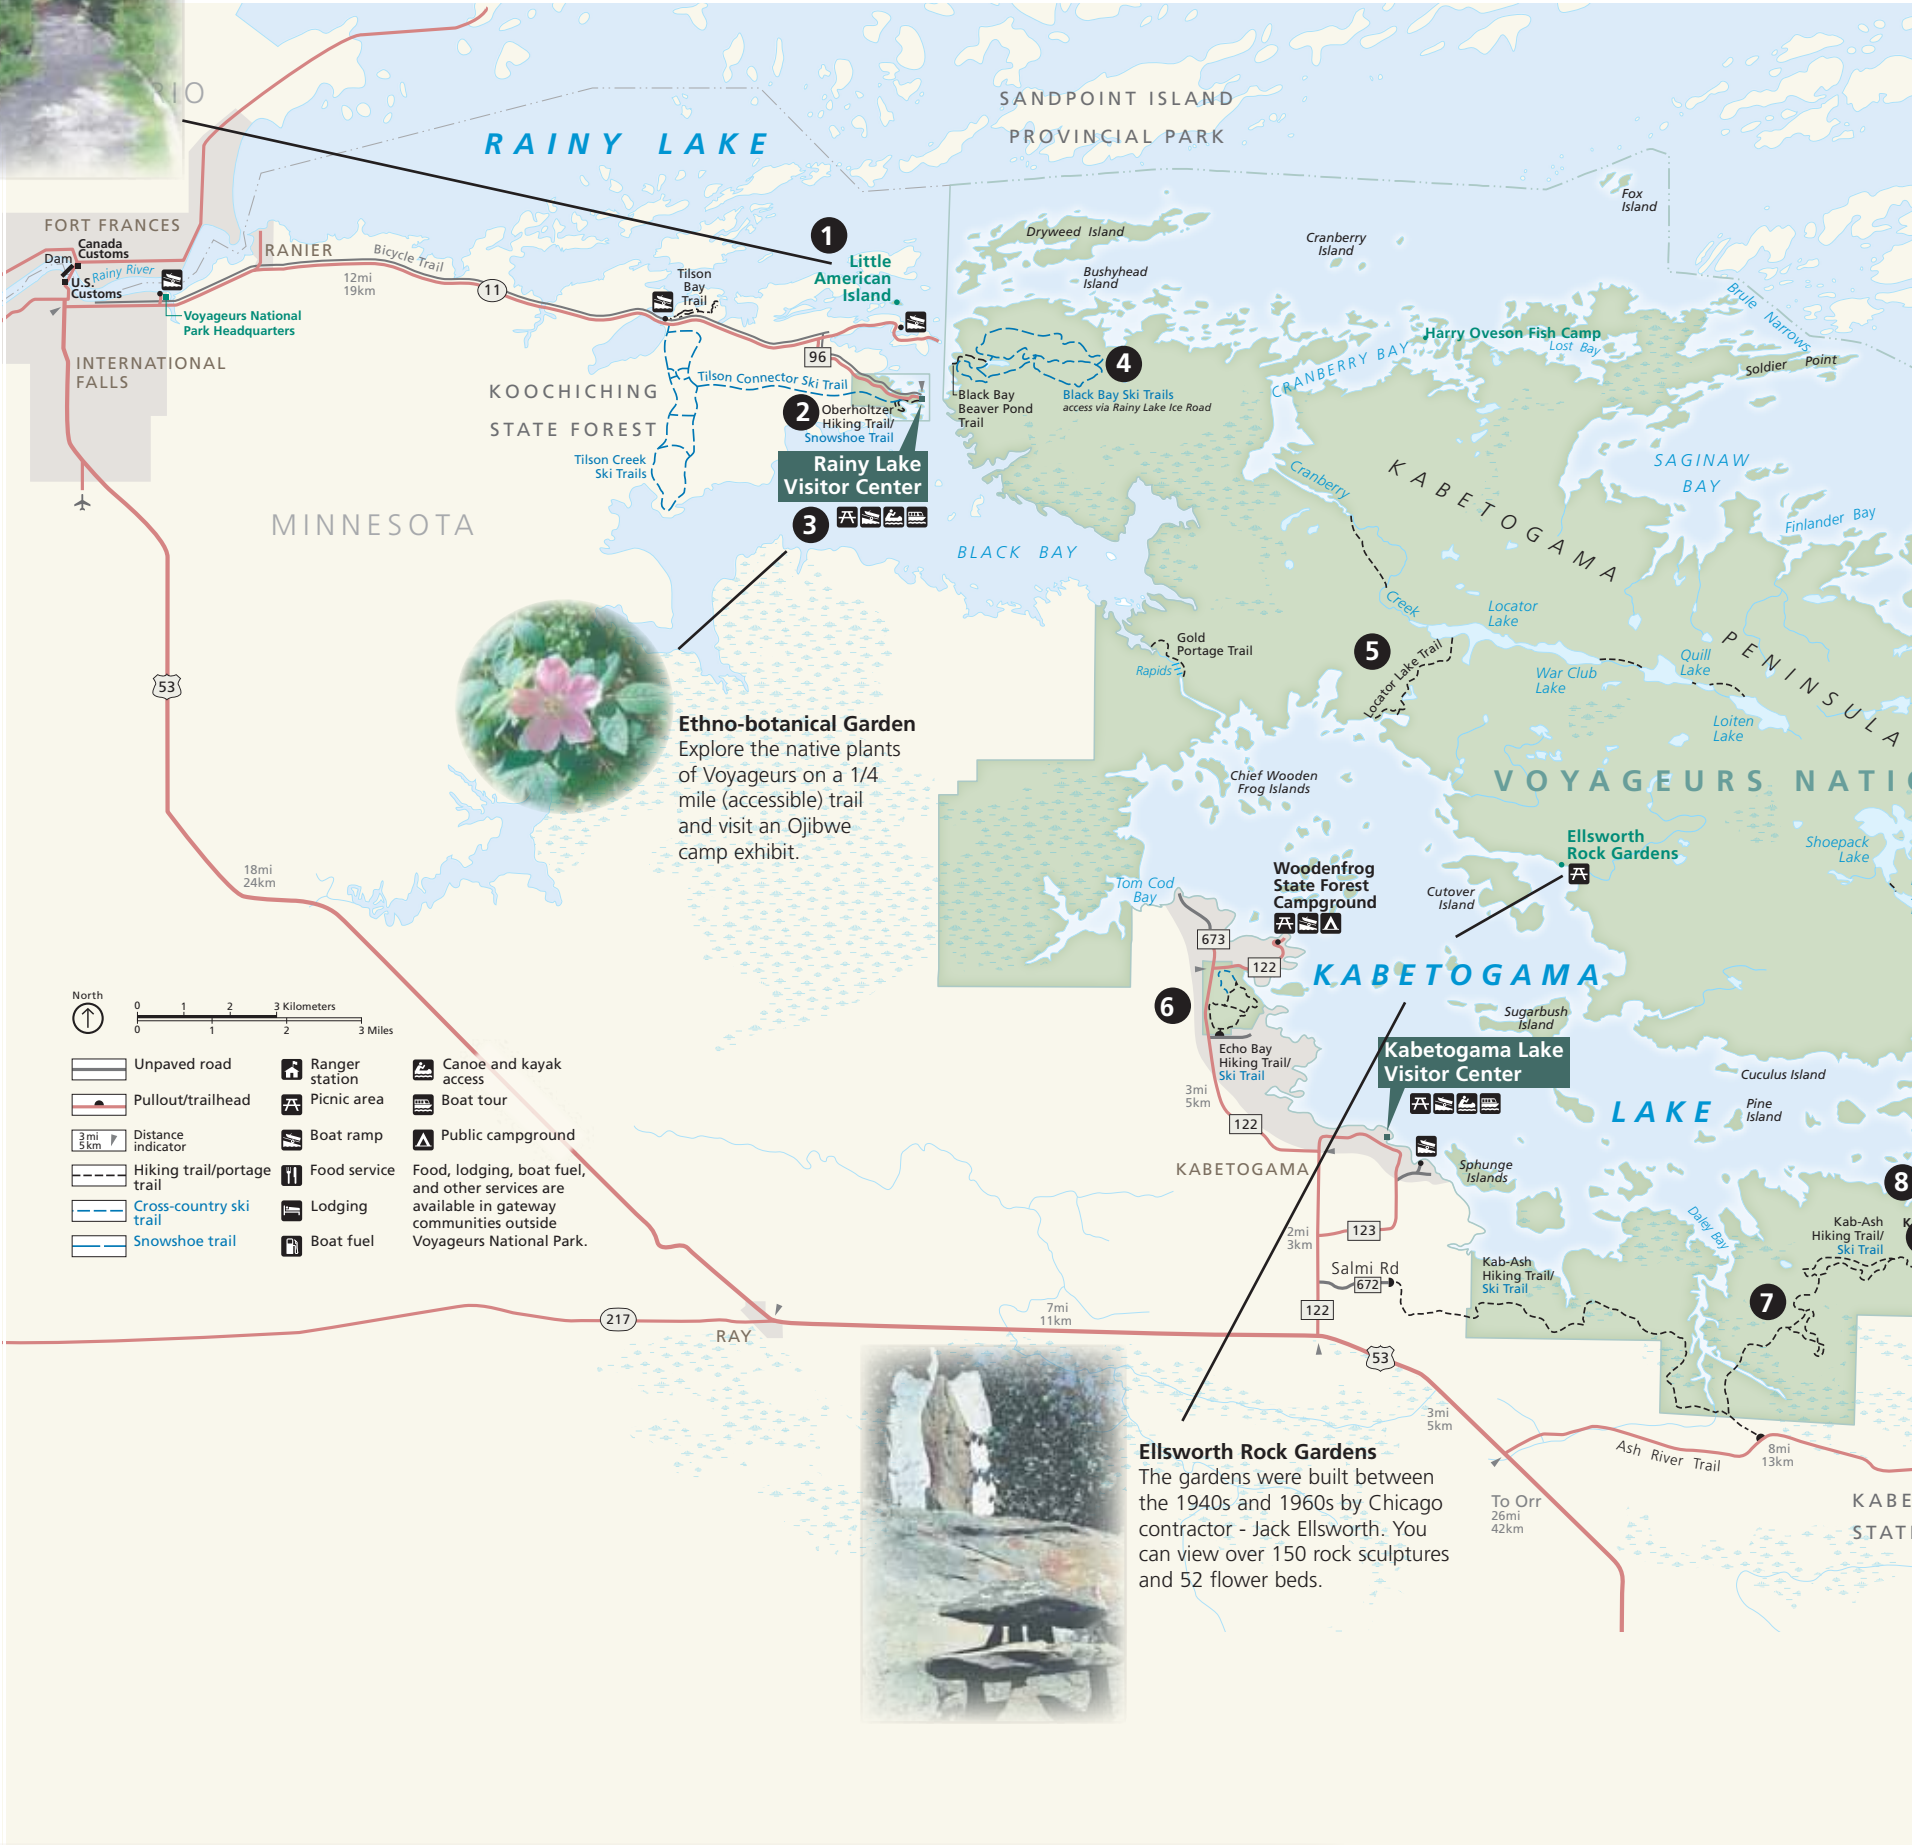 RIO
SANDPOINT ISLAND
PROVINCIAL PARK
RAINY LAKE
Fox
Island
FORT FRANCES
Canada
Customs
Dam
Rainy River
U.S.
Customs
RANIER
Bicycle Trail
12mi
19km
11
Voyageurs National
Park Headquarters
INTERNATIONAL
FALLS
Tilson
Bay
Trail
1
Little
American
Island
96
Dryweed Island
Bushyhead
Island
Cranberry
Island
Brule Narrows
Harry Oveson Fish Camp
Lost Bay
CRANBERRY BAY
Soldier Point
4
Black Bay Ski Trails
access via Rainy Lake Ice Road
Black Bay
Beaver Pond
Trail
KOOCHICHING
STATE FOREST
Tilson Connector Ski Trail
2
Oberholtzer
Hiking Trail/
Snowshoe Trail
Tilson Creek
Ski Trails
Rainy Lake
Visitor Center
3
MINNESOTA
BLACK BAY
Cranberry
Creek
KABETOGAMA
PENINSULA
SAGINAW
BAY
Finlander Bay
Locator
Lake
5
Locator Lake Trail
Gold
Portage Trail
Rapids
War Club
Lake
Quill
Lake
Loiten
Lake
53
Ethno-botanical Garden
Explore the native plants
of Voyageurs on a 1/4
mile (accessible) trail
and visit an Ojibwe
camp exhibit.
Chief Wooden
Frog Islands
VOYAGEURS NATIO
Ellsworth
Rock Gardens
Shoepack
Lake
18mi
24km
Tom Cod
Bay
Woodenfrog
State Forest
Campground
Cutover
Island
673
122
KABETOGAMA
LAKE
6
Echo Bay
Hiking Trail/
Ski Trail
Sugarbush
Island
Kabetogama Lake
Visitor Center
Cuculus Island
Pine
Island
3mi
5km
122
KABETOGAMA
Sphunge
Islands
8
Daley Bay
Kab-Ash
Hiking Trail/
Ski Trail
K
2mi
3km
123
Salmi Rd
672
Kab-Ash
Hiking Trail/
Ski Trail
7
122
North
0 1 2 3 Kilometers
0 1 2 3 Miles
Unpaved road
Pullout/trailhead
3mi
5km
Distance
indicator
Hiking trail/portage
trail
Cross-country ski
trail
Snowshoe trail
Ranger
station
Picnic area
Boat ramp
Food service
Lodging
Boat fuel
Canoe and kayak
access
Boat tour
Public campground
Food, lodging, boat fuel,
and other services are
available in gateway
communities outside
Voyageurs National Park.
217
RAY
7mi
11km
53
3mi
5km
Ash River Trail
8mi
13km
To Orr
26mi
42km
KABE
STAT
Ellsworth Rock Gardens
The gardens were built between
the 1940s and 1960s by Chicago
contractor - Jack Ellsworth. You
can view over 150 rock sculptures
and 52 flower beds.